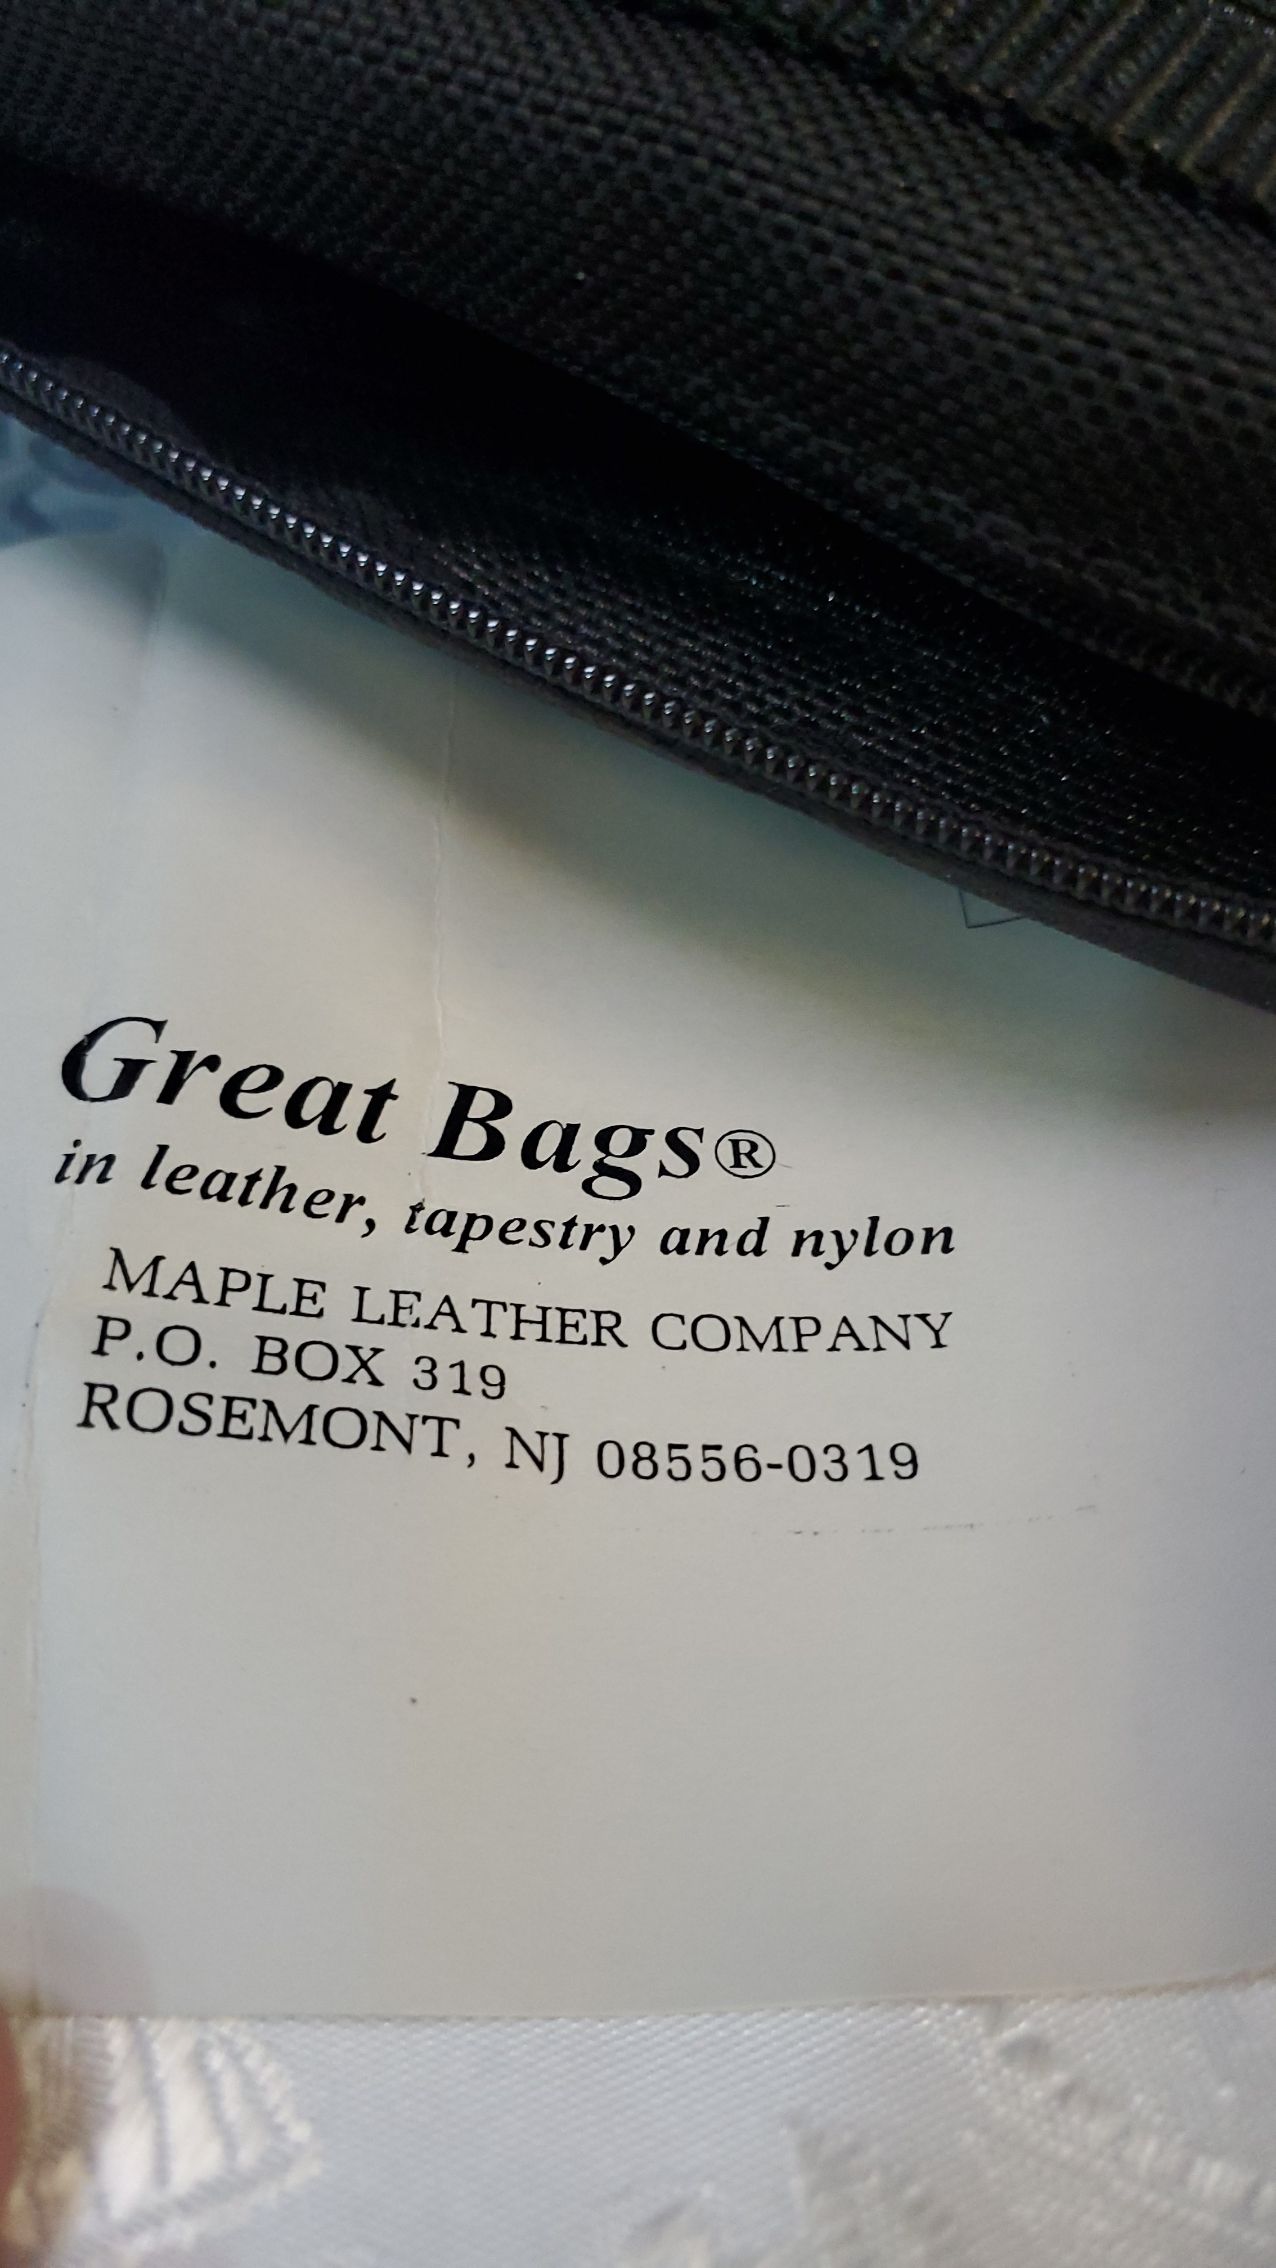 Great Bags®
in leather, tapestry and nylon
MAPLE LEATHER COMPANY
P.O. BOX 319
ROSEMONT, NJ 08556-0319